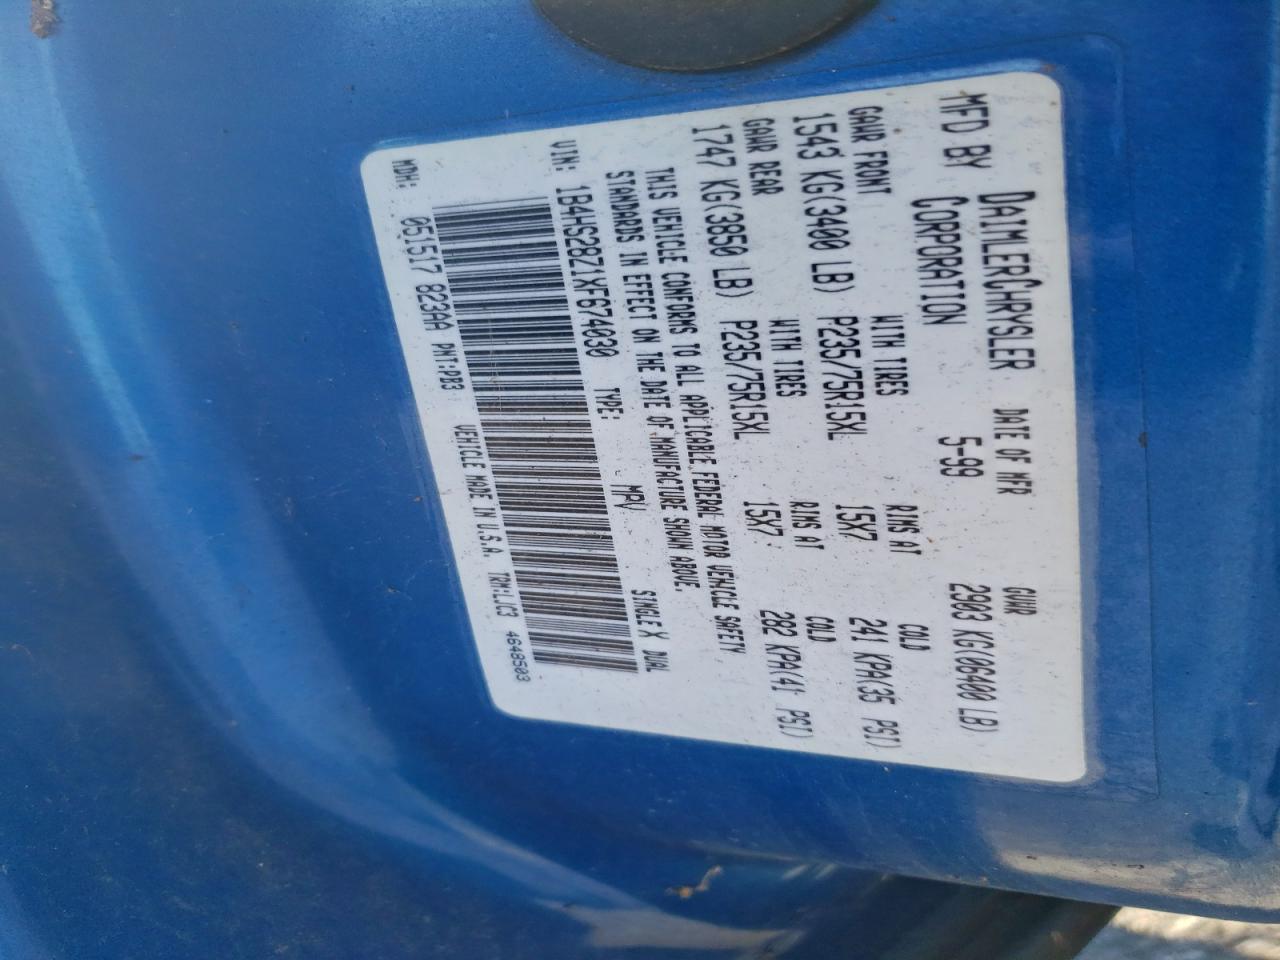 MFD BY DAIMLERCHRYSLER CORPORATION DATE OF MFR 5-99 GVWR 2903 KG(06400 LB)
GAWR FRONT WITH TIRES RIMS AT COLD
1543 KG(3400 LB) P235/75R15XL 15X7 241 KPA(35 PSI)
GAWR REAR WITH TIRES RIMS AT COLD
1747 KG(3850 LB) P235/75R15XL 15X7 282 KPA(41 PSI)
THIS VEHICLE CONFORMS TO ALL APPLICABLE FEDERAL MOTOR VEHICLE SAFETY
STANDARDS IN EFFECT ON THE DATE OF MANUFACTURE SHOWN ABOVE.
VIN: 1B4HS28Z1XF674030 TYPE: MPV SINGLE X DUAL
MDH: 051517 823AA PNT:PB3 VEHICLE MADE IN U.S.A. TRM:LJC3 4648503